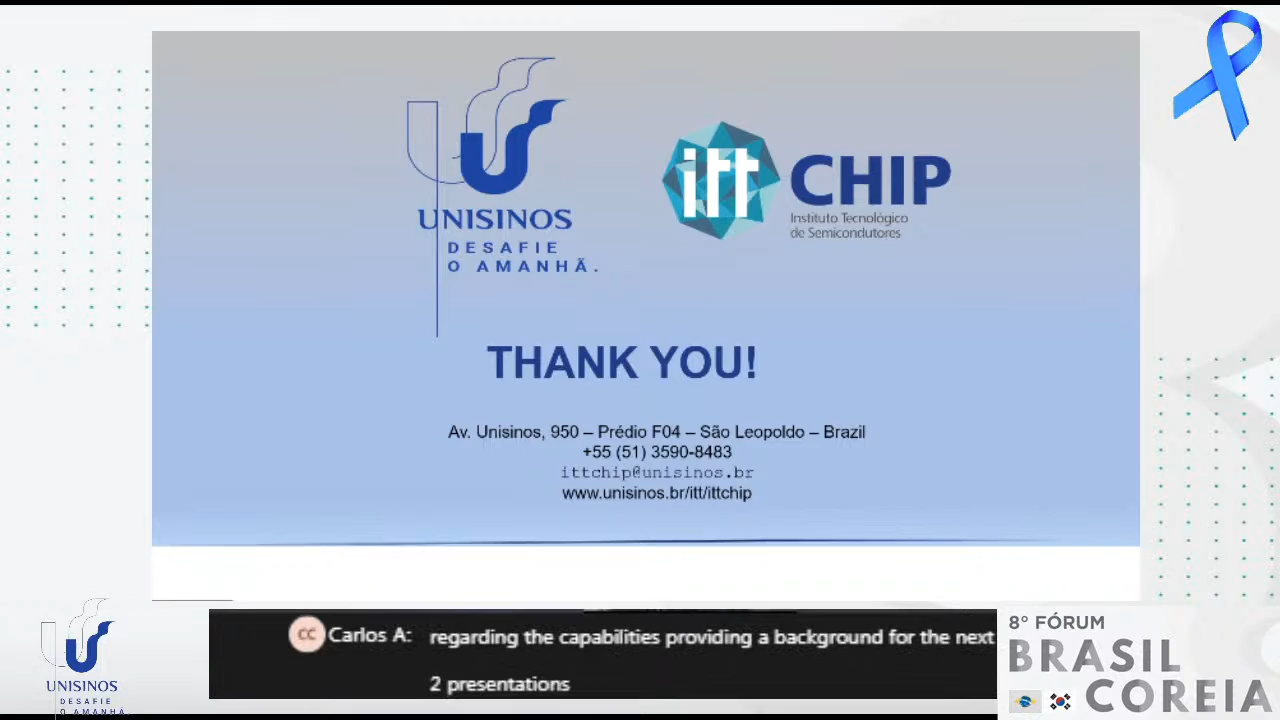 UNISINOS
DESAFIE
O AMANHÃ.
itt CHIP
Instituto Tecnológico
de Semicondutores
THANK YOU!
Av. Unisinos, 950 – Prédio F04 – São Leopoldo – Brazil
+55 (51) 3590-8483
ittchip@unisinos.br
www.unisinos.br/itt/ittchip
UNISINOS
DESAFIE
O AMANHÃ.
CC Carlos A: regarding the capabilities providing a background for the next
2 presentations
8º FÓRUM
BRASIL
COREIA